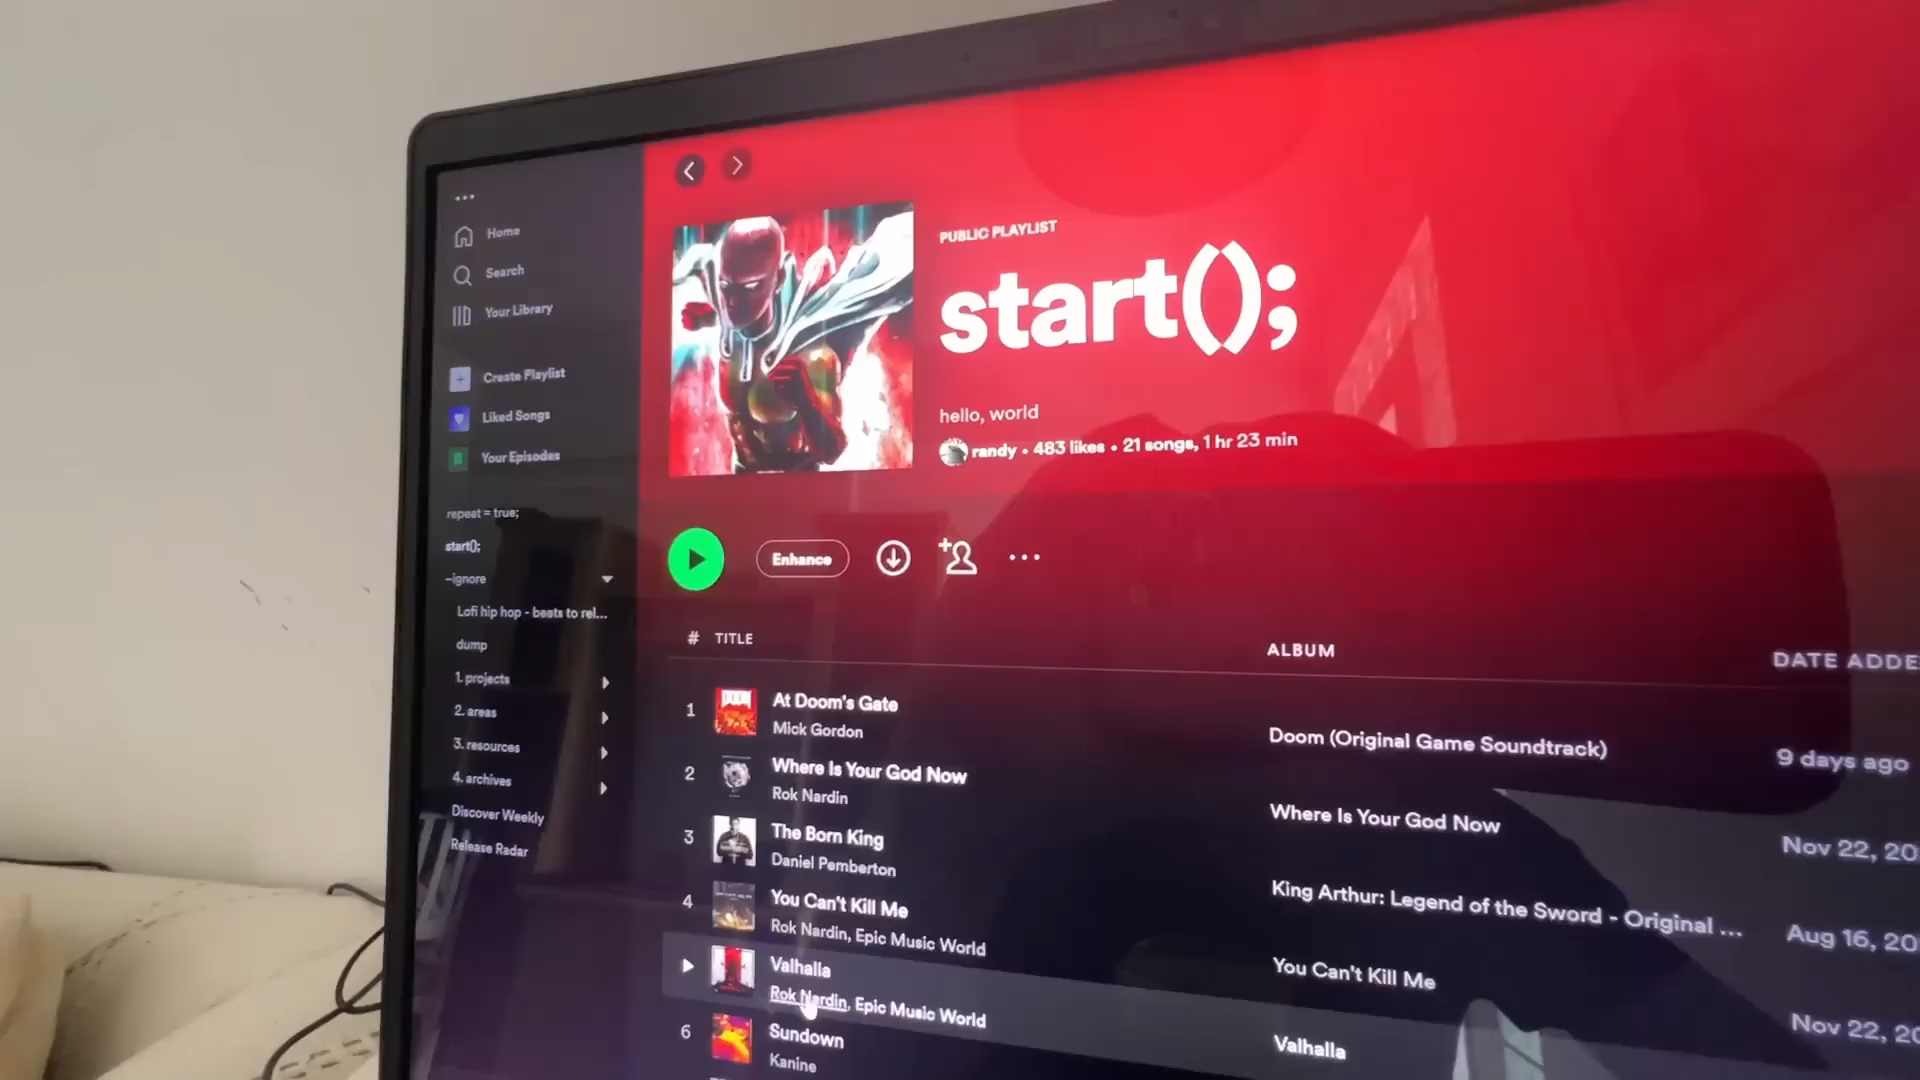 Home
Search
Your Library
Create Playlist
Liked Songs
Your Episodes
repeat = true;
start();
~ignore
Lofi hip hop - beats to rel...
dump
1. projects
2. areas
3. resources
4. archives
Discover Weekly
Release Radar
PUBLIC PLAYLIST
start();
hello, world
randy • 483 likes • 21 songs, 1 hr 23 min
Enhance
# TITLE ALBUM DATE ADDE
1 At Doom's Gate
Mick Gordon
Doom (Original Game Soundtrack)
9 days ago
2 Where Is Your God Now
Rok Nardin
Where Is Your God Now
Nov 22, 20
3 The Born King
Daniel Pemberton
King Arthur: Legend of the Sword - Original ...
Aug 16, 20
4 You Can't Kill Me
Rok Nardin, Epic Music World
You Can't Kill Me
Nov 22, 20
Valhalla
Rok Nardin, Epic Music World
Valhalla
6 Sundown
Kanine
DOOM